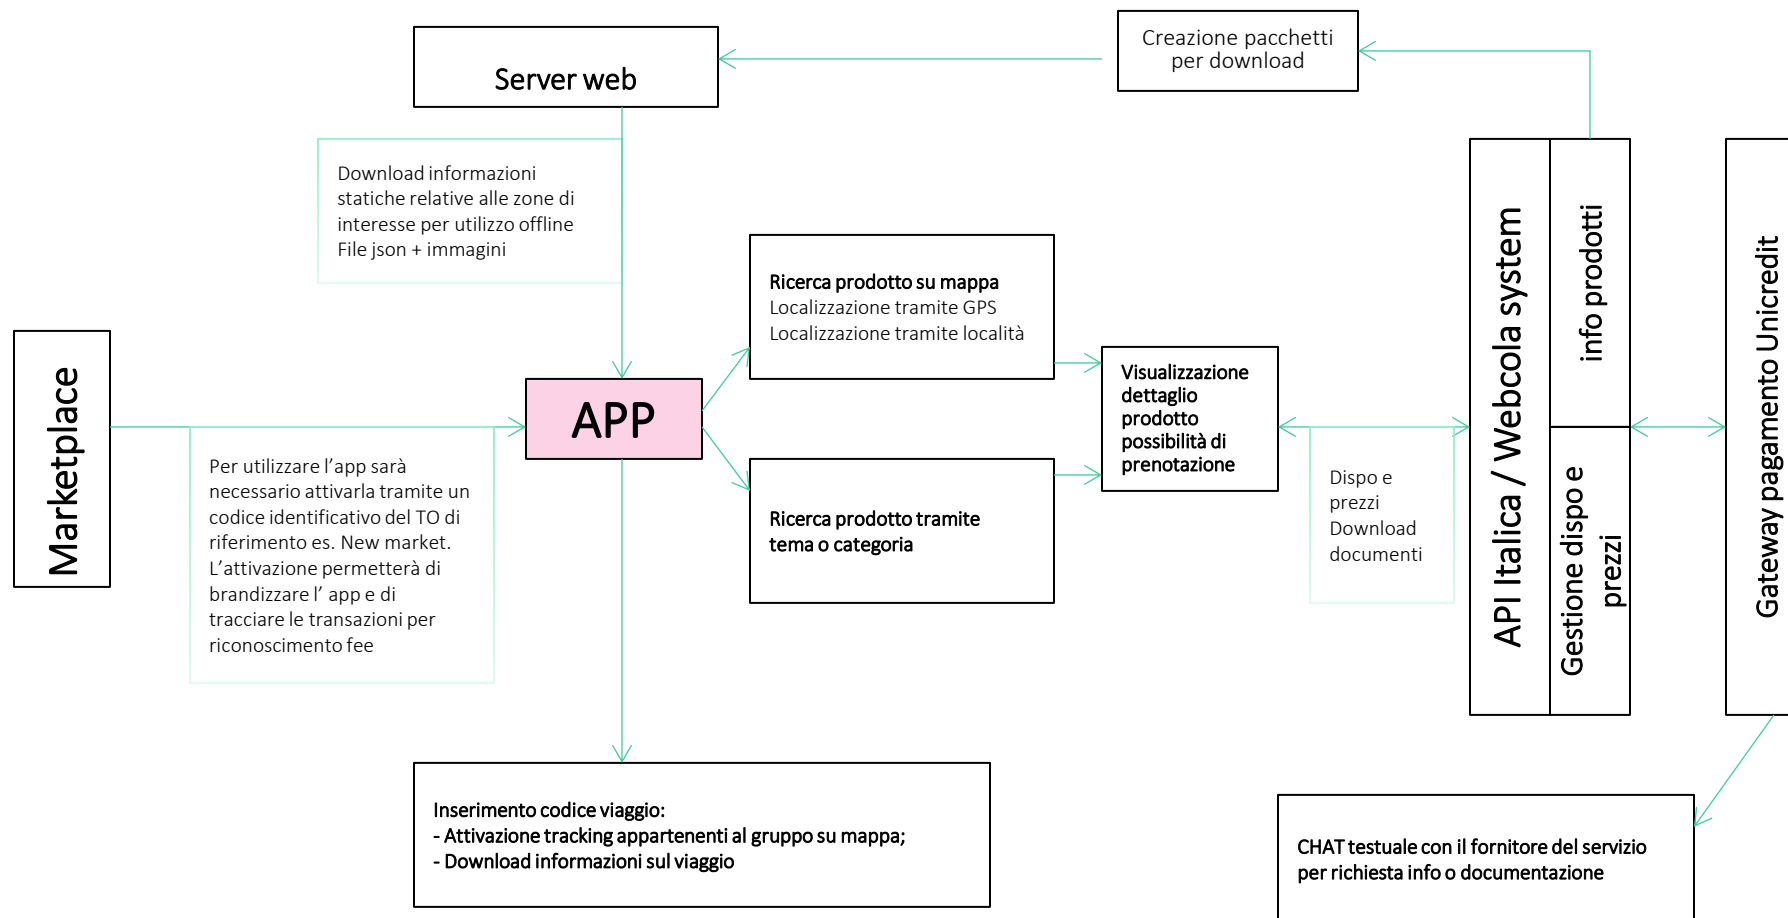 Creazione pacchetti
per download
Server web
Download informazioni
statiche relative alle zone di
interesse per utilizzo offline
File json + immagini
Ricerca prodotto su mappa
Localizzazione tramite GPS
Localizzazione tramite località
Marketplace
APP
Per utilizzare l’app sarà
necessario attivarla tramite un
codice identificativo del TO di
riferimento es. New market.
L’attivazione permetterà di
brandizzare l’ app e di
tracciare le transazioni per
riconoscimento fee
Ricerca prodotto tramite
tema o categoria
Visualizzazione
dettaglio
prodotto
possibilità di
prenotazione
Dispo e
prezzi
Download
documenti
API Italica / Webcola system
info prodotti
Gestione dispo e
prezzi
Gateway pagamento Unicredit
Inserimento codice viaggio:
- Attivazione tracking appartenenti al gruppo su mappa;
- Download informazioni sul viaggio
CHAT testuale con il fornitore del servizio
per richiesta info o documentazione